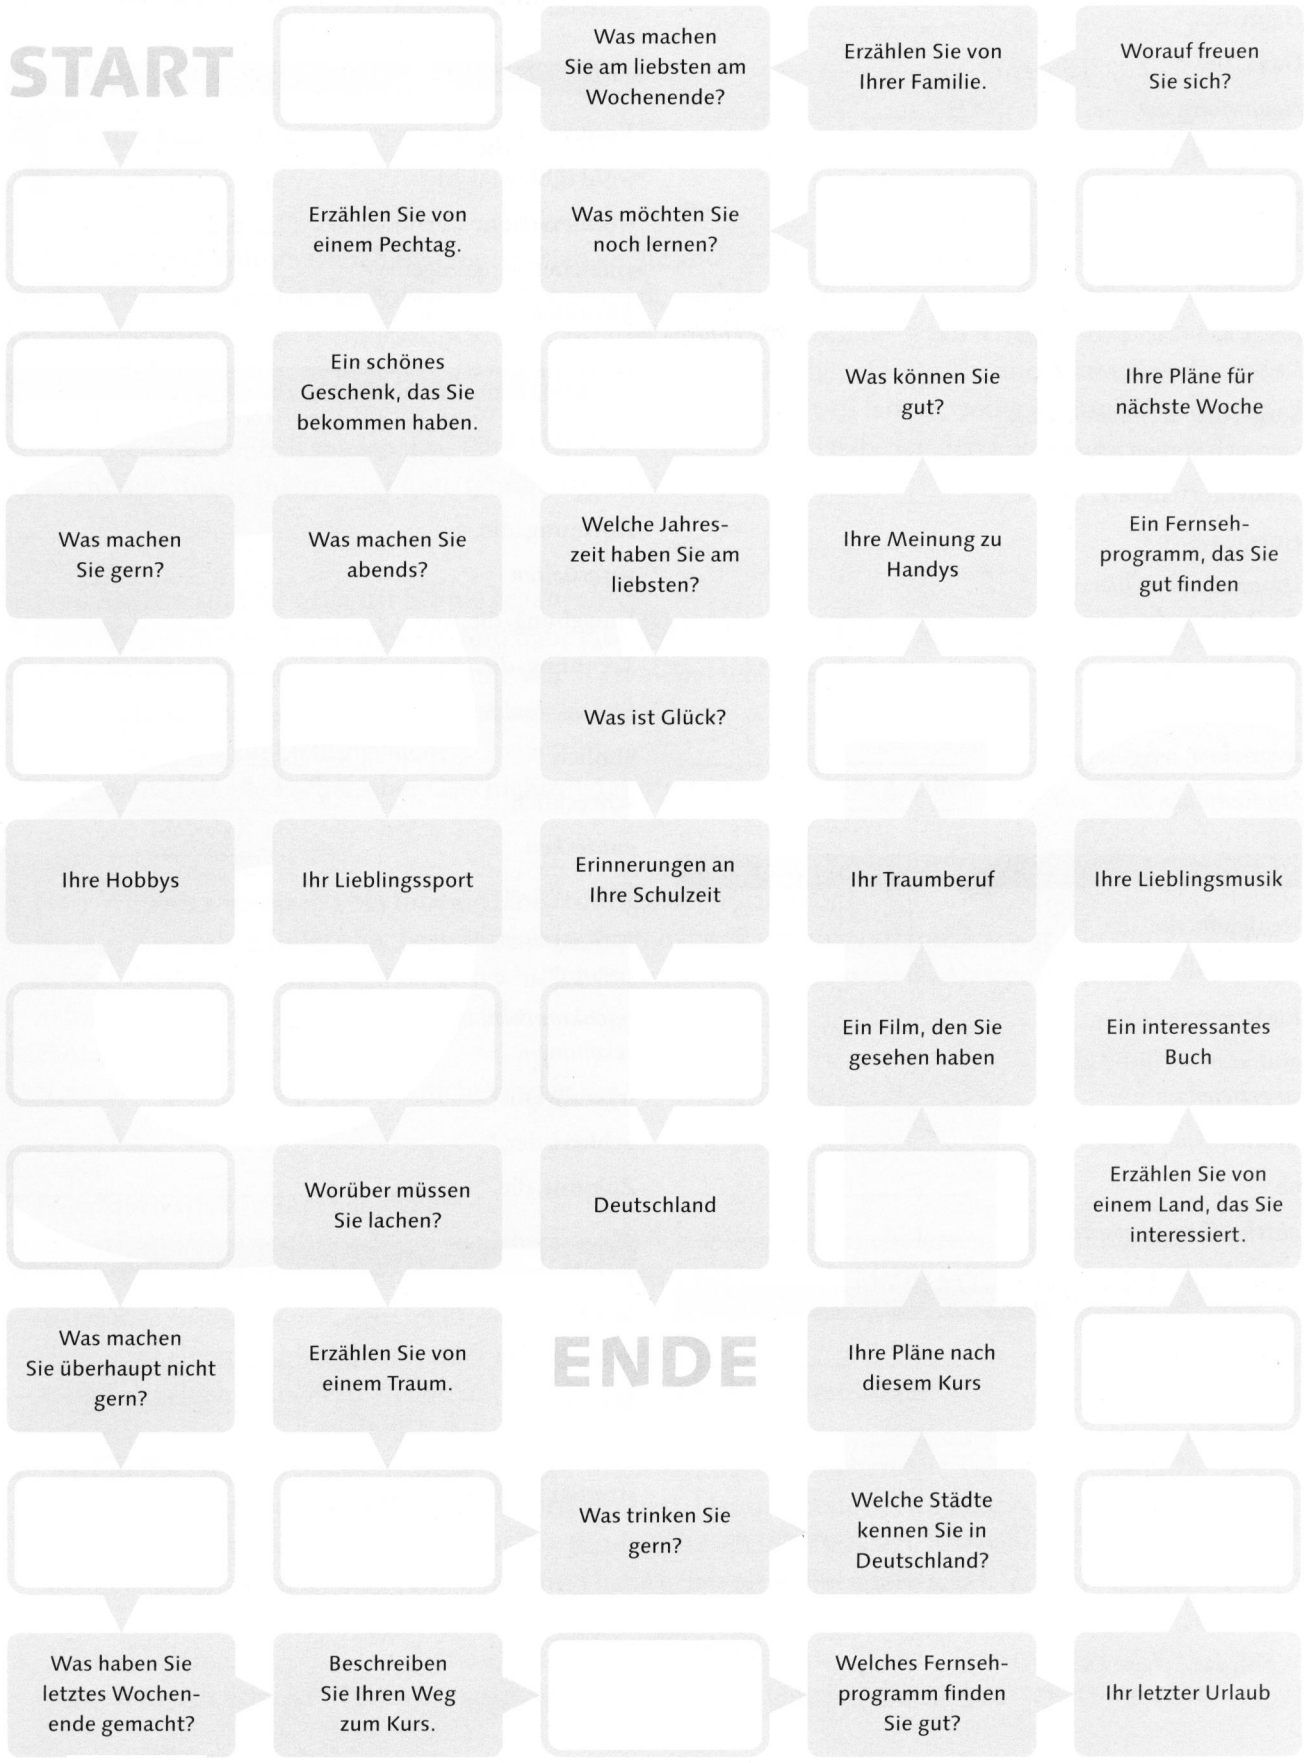 START
Was machen
Sie am liebsten am
Wochenende?
Erzählen Sie von
Ihrer Familie.
Worauf freuen
Sie sich?
Erzählen Sie von
einem Pechtag.
Was möchten Sie
noch lernen?
Ein schönes
Geschenk, das Sie
bekommen haben.
Was können Sie
gut?
Ihre Pläne für
nächste Woche
Was machen
Sie gern?
Was machen Sie
abends?
Welche Jahres-
zeit haben Sie am
liebsten?
Ihre Meinung zu
Handys
Ein Fernseh-
programm, das Sie
gut finden
Was ist Glück?
Ihre Hobbys
Ihr Lieblingssport
Erinnerungen an
Ihre Schulzeit
Ihr Traumberuf
Ihre Lieblingsmusik
Ein Film, den Sie
gesehen haben
Ein interessantes
Buch
Worüber müssen
Sie lachen?
Deutschland
Erzählen Sie von
einem Land, das Sie
interessiert.
Was machen
Sie überhaupt nicht
gern?
Erzählen Sie von
einem Traum.
ENDE
Ihre Pläne nach
diesem Kurs
Was trinken Sie
gern?
Welche Städte
kennen Sie in
Deutschland?
Was haben Sie
letztes Wochen-
ende gemacht?
Beschreiben
Sie Ihren Weg
zum Kurs.
Welches Fernseh-
programm finden
Sie gut?
Ihr letzter Urlaub